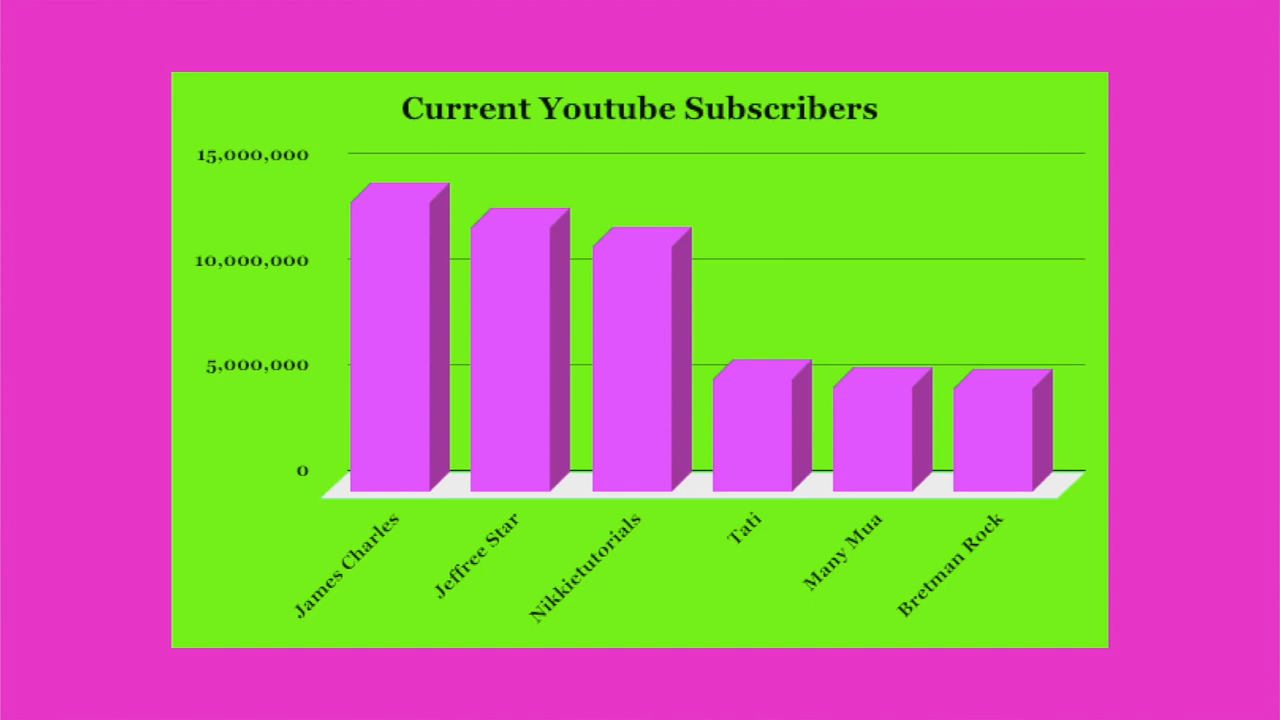 Current Youtube Subscribers
15,000,000
10,000,000
5,000,000
0
James Charles
Jeffree Star
Nikkietutorials
Tati
Many Mua
Bretman Rock